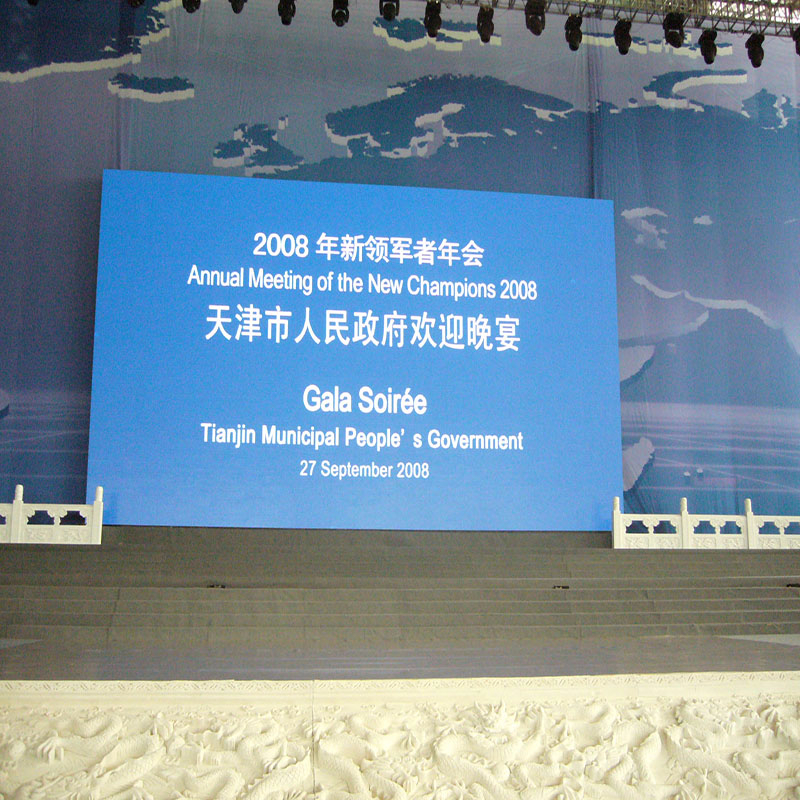 2008 年新领军者年会
Annual Meeting of the New Champions 2008
天津市人民政府欢迎晚宴
Gala Soirée
Tianjin Municipal People’ s Government
27 September 2008